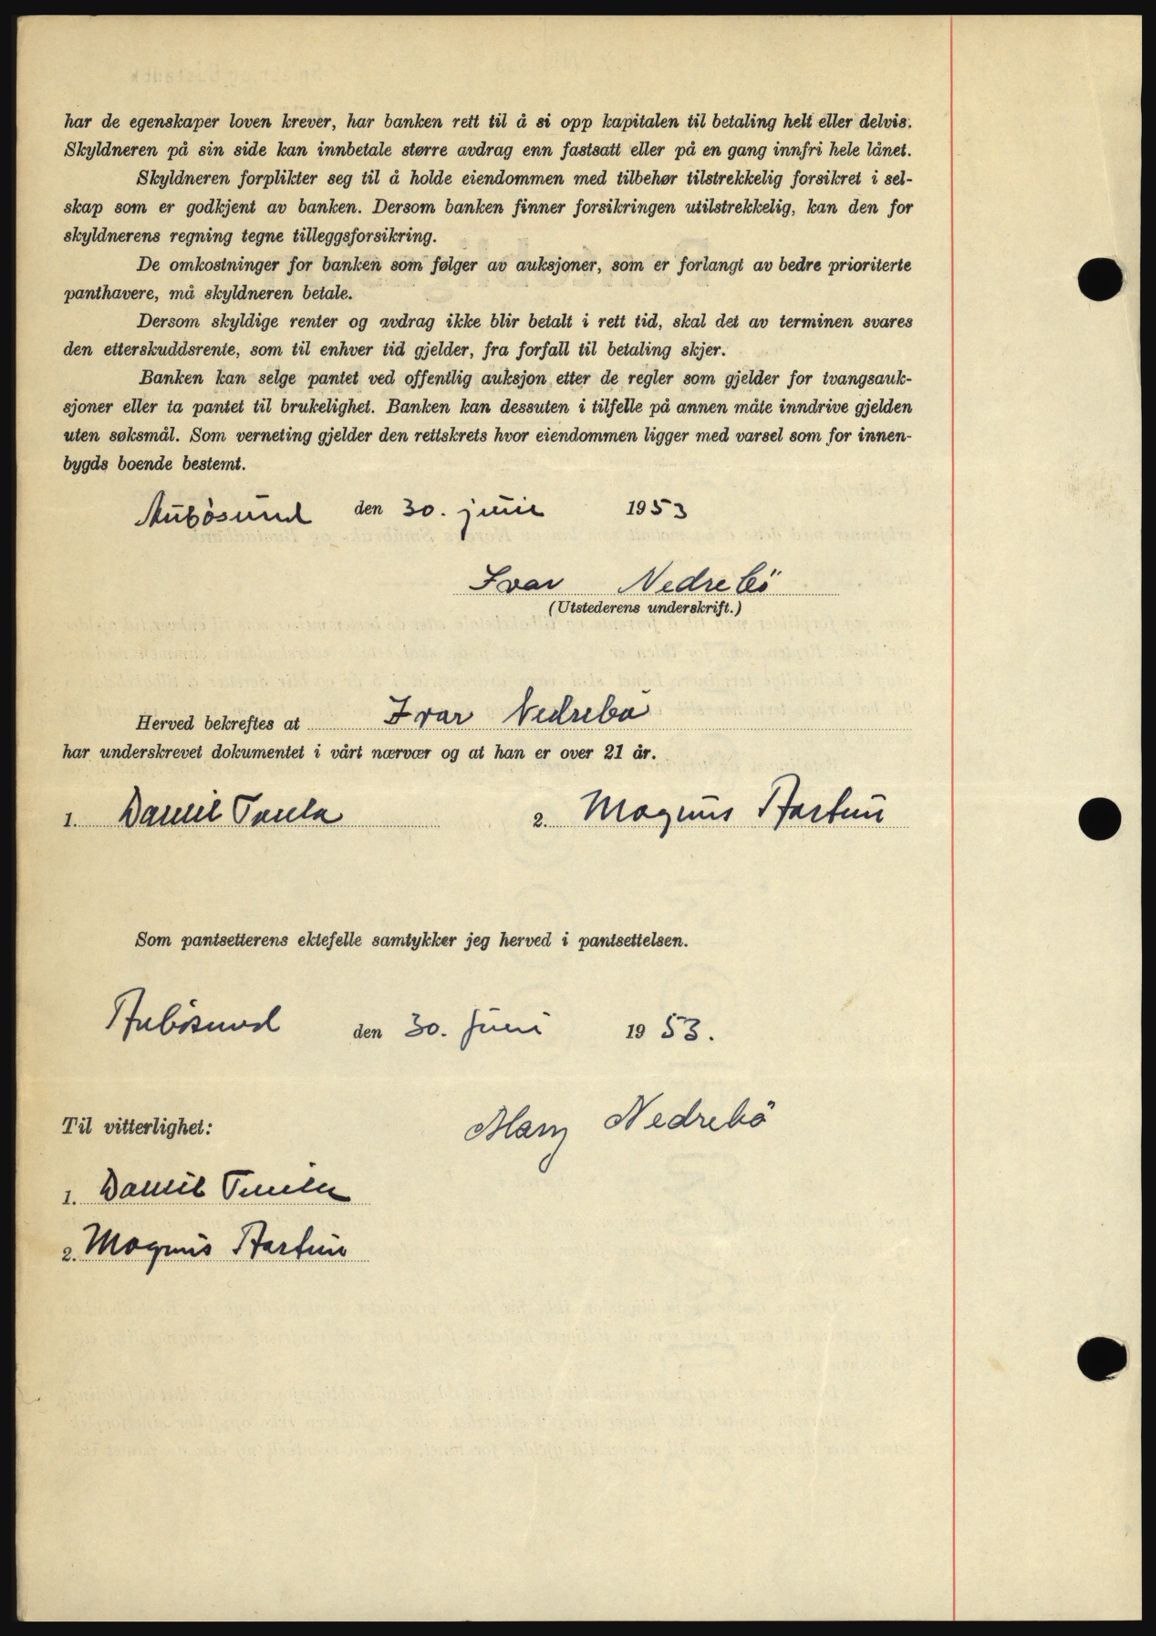 har de egenskaper loven krever, har banken rett til å si opp kapitalen til betaling helt eller delvis.
Skyldneren på sin side kan innbetale større avdrag enn fastsatt eller på en gang innfri hele lånet.
Skyldneren forplikter seg til å holde eiendommen med tilbehør tilstrekkelig forsikret i sel-
skap som er godkjent av banken. Dersom banken finner forsikringen utilstrekkelig, kan den for
skyldnerens regning tegne tilleggsforsikring.
De omkostninger for banken som følger av auksjoner, som er forlangt av bedre prioriterte
panthavere, må skyldneren betale.
Dersom skyldige renter og avdrag ikke blir betalt i rett tid, skal det av terminen svares
den etterskuddsrente, som til enhver tid gjelder, fra forfall til betaling skjer.
Banken kan selge pantet ved offentlig auksjon etter de regler som gjelder for tvangsauk-
sjoner eller ta pantet til brukelighet. Banken kan dessuten i tilfelle på annen måte inndrive gjelden
uten søksmål. Som verneting gjelder den rettskrets hvor eiendommen ligger med varsel som for innen-
bygds boende bestemt.
den 30. juni 1953
Ivar Nedrebö
(Utstederens underskrift.)
Herved bekreftes at Ivar Nedrebö
har underskrevet dokumentet i vårt nærvær og at han er over 21 år.
1. Daniel 2. Magnus
Som pantsetterens ektefelle samtykker jeg herved i pantsettelsen.
den 30. juni 1953.
Til vitterlighet:
Mary Nedrebö
1. Daniel
2. Magnus